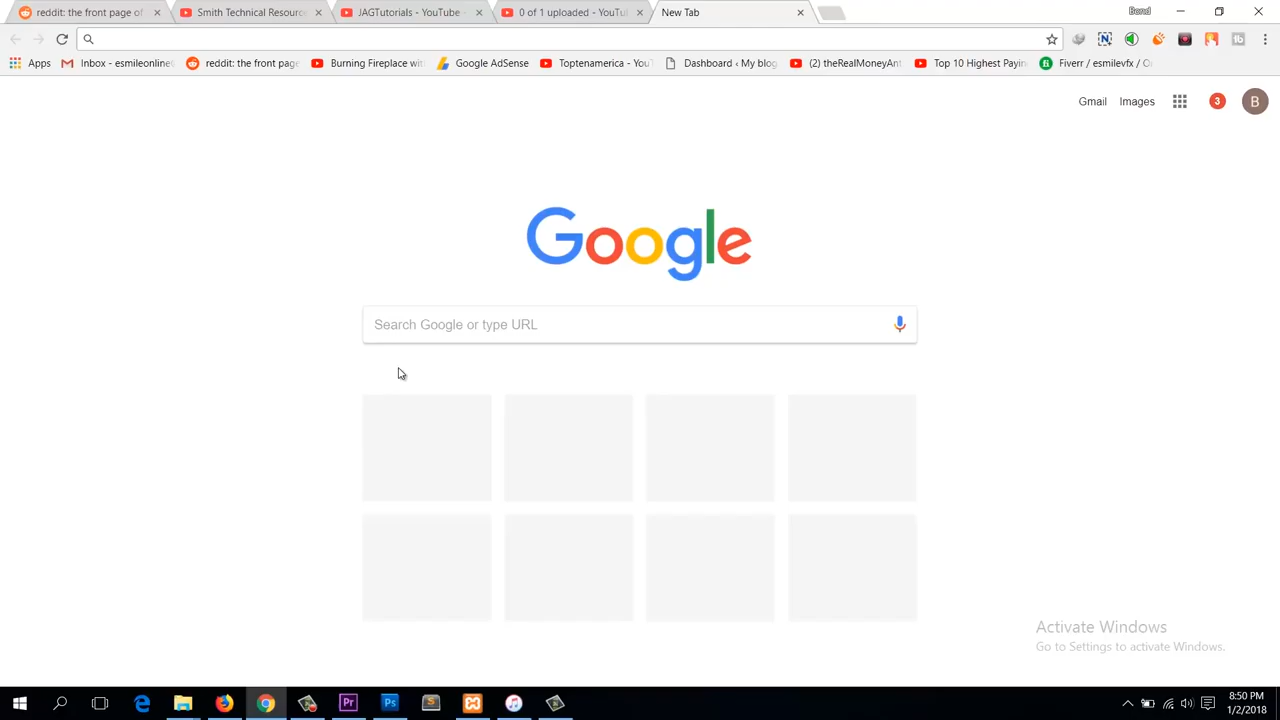 reddit: the front page of
Smith Technical Resourc
JAGTutorials - YouTube
0 of 1 uploaded - YouTu
New Tab
Apps
Inbox - esmileonline
reddit: the front page
Burning Fireplace with
Google AdSense
Toptenamerica - You
Dashboard ‹ My blog
(2) theRealMoneyAnt
Top 10 Highest Payin
Fiverr / esmilevfx / O
Gmail
Images
3
B
Google
Search Google or type URL
Activate Windows
Go to Settings to activate Windows.
Pr
Ps
8:50 PM
1/2/2018